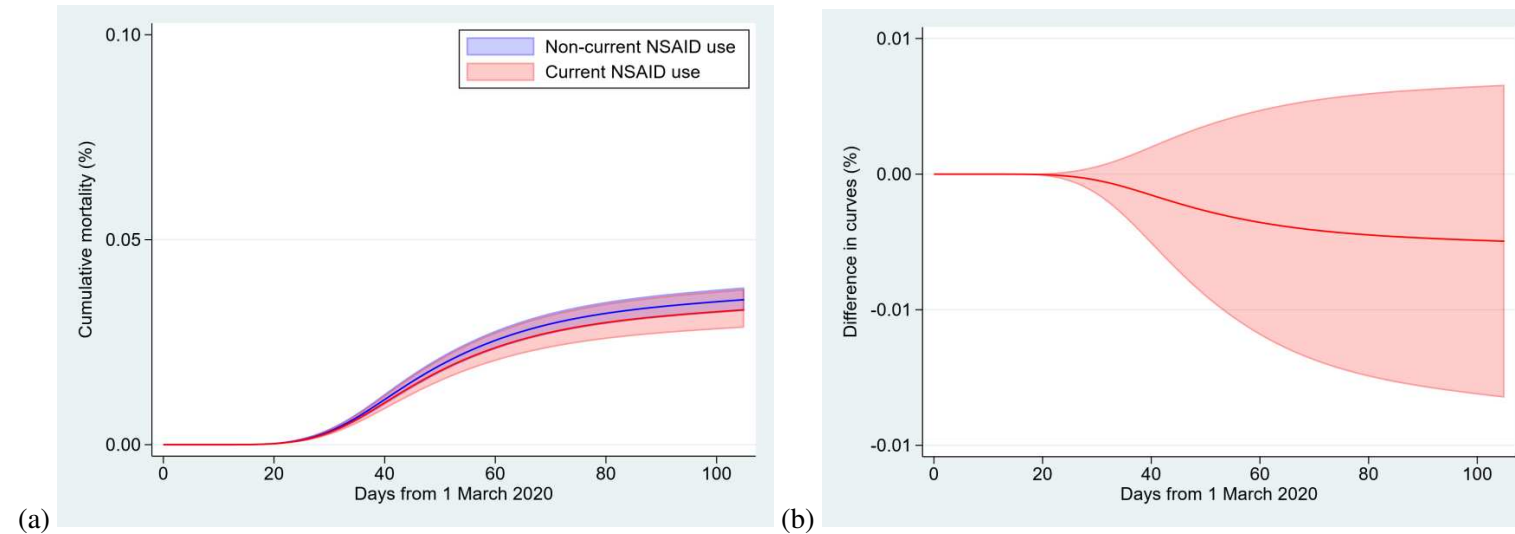 0.10
0.05
0.00
Cumulative mortality (%)
Non-current NSAID use
Current NSAID use
0 20 40 60 80 100
Days from 1 March 2020
(a)
0.01
0.00
-0.01
-0.01
Difference in curves (%)
0 20 40 60 80 100
Days from 1 March 2020
(b)